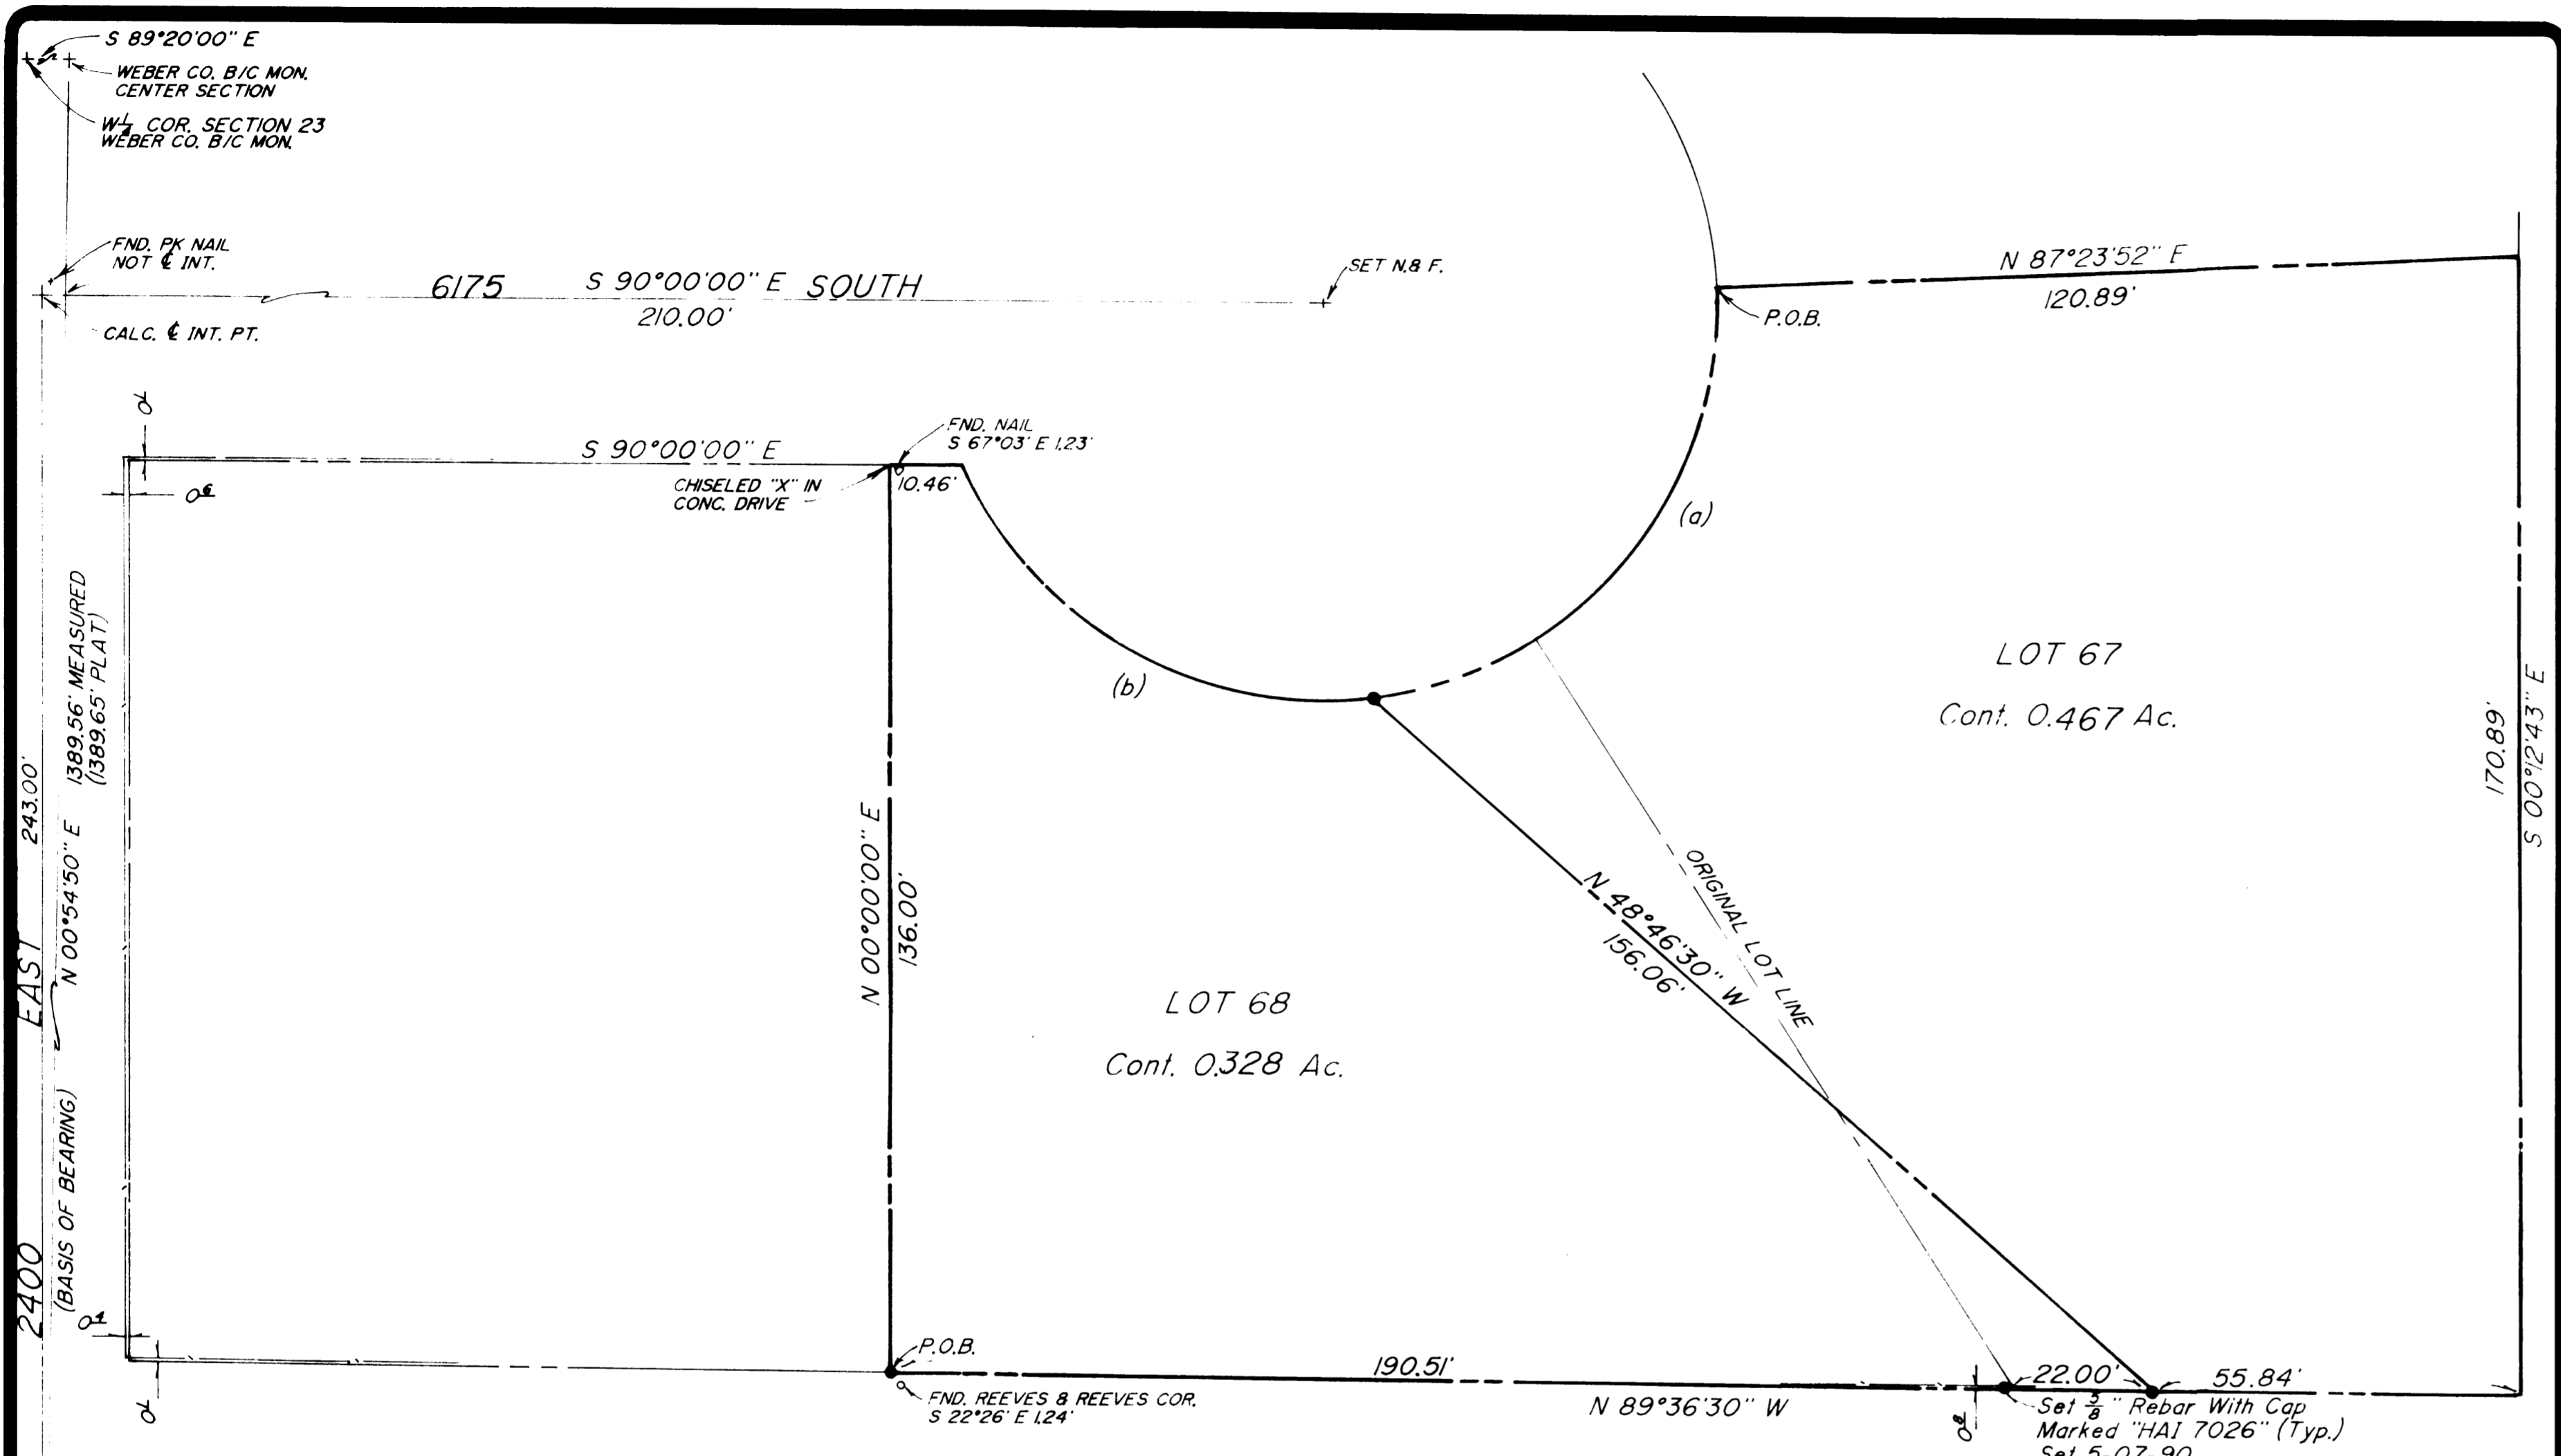 S 89°20'00" E
WEBER CO. B/C MON.
CENTER SECTION
W¼ COR. SECTION 23
WEBER CO. B/C MON.
FND. PK NAIL
NOT ℄ INT.
6175 S 90°00'00" E SOUTH
210.00'
SET N.& F.
CALC. ℄ INT. PT.
N 87°23'52" E
120.89'
P.O.B.
S 90°00'00" E
FND. NAIL
S 67°03' E 1.23'
CHISELED "X" IN
CONC. DRIVE
10.46'
(a)
(b)
LOT 67
Cont. 0.467 Ac.
170.89'
S 00°12'43" E
1389.56' MEASURED
(1389.65' PLAT)
2400 EAST 243.00'
(BASIS OF BEARING) N 00°54'50" E
N 00°00'00" E
136.00'
LOT 68
Cont. 0.328 Ac.
N 48°46'30" W
156.06'
ORIGINAL LOT LINE
P.O.B.
190.51'
22.00'
55.84'
FND. REEVES & REEVES COR.
S 22°26' E 1.24'
N 89°36'30" W
Set 5/8" Rebar With Cap
Marked "HAI 7026" (Typ.)
Set 5-07-90